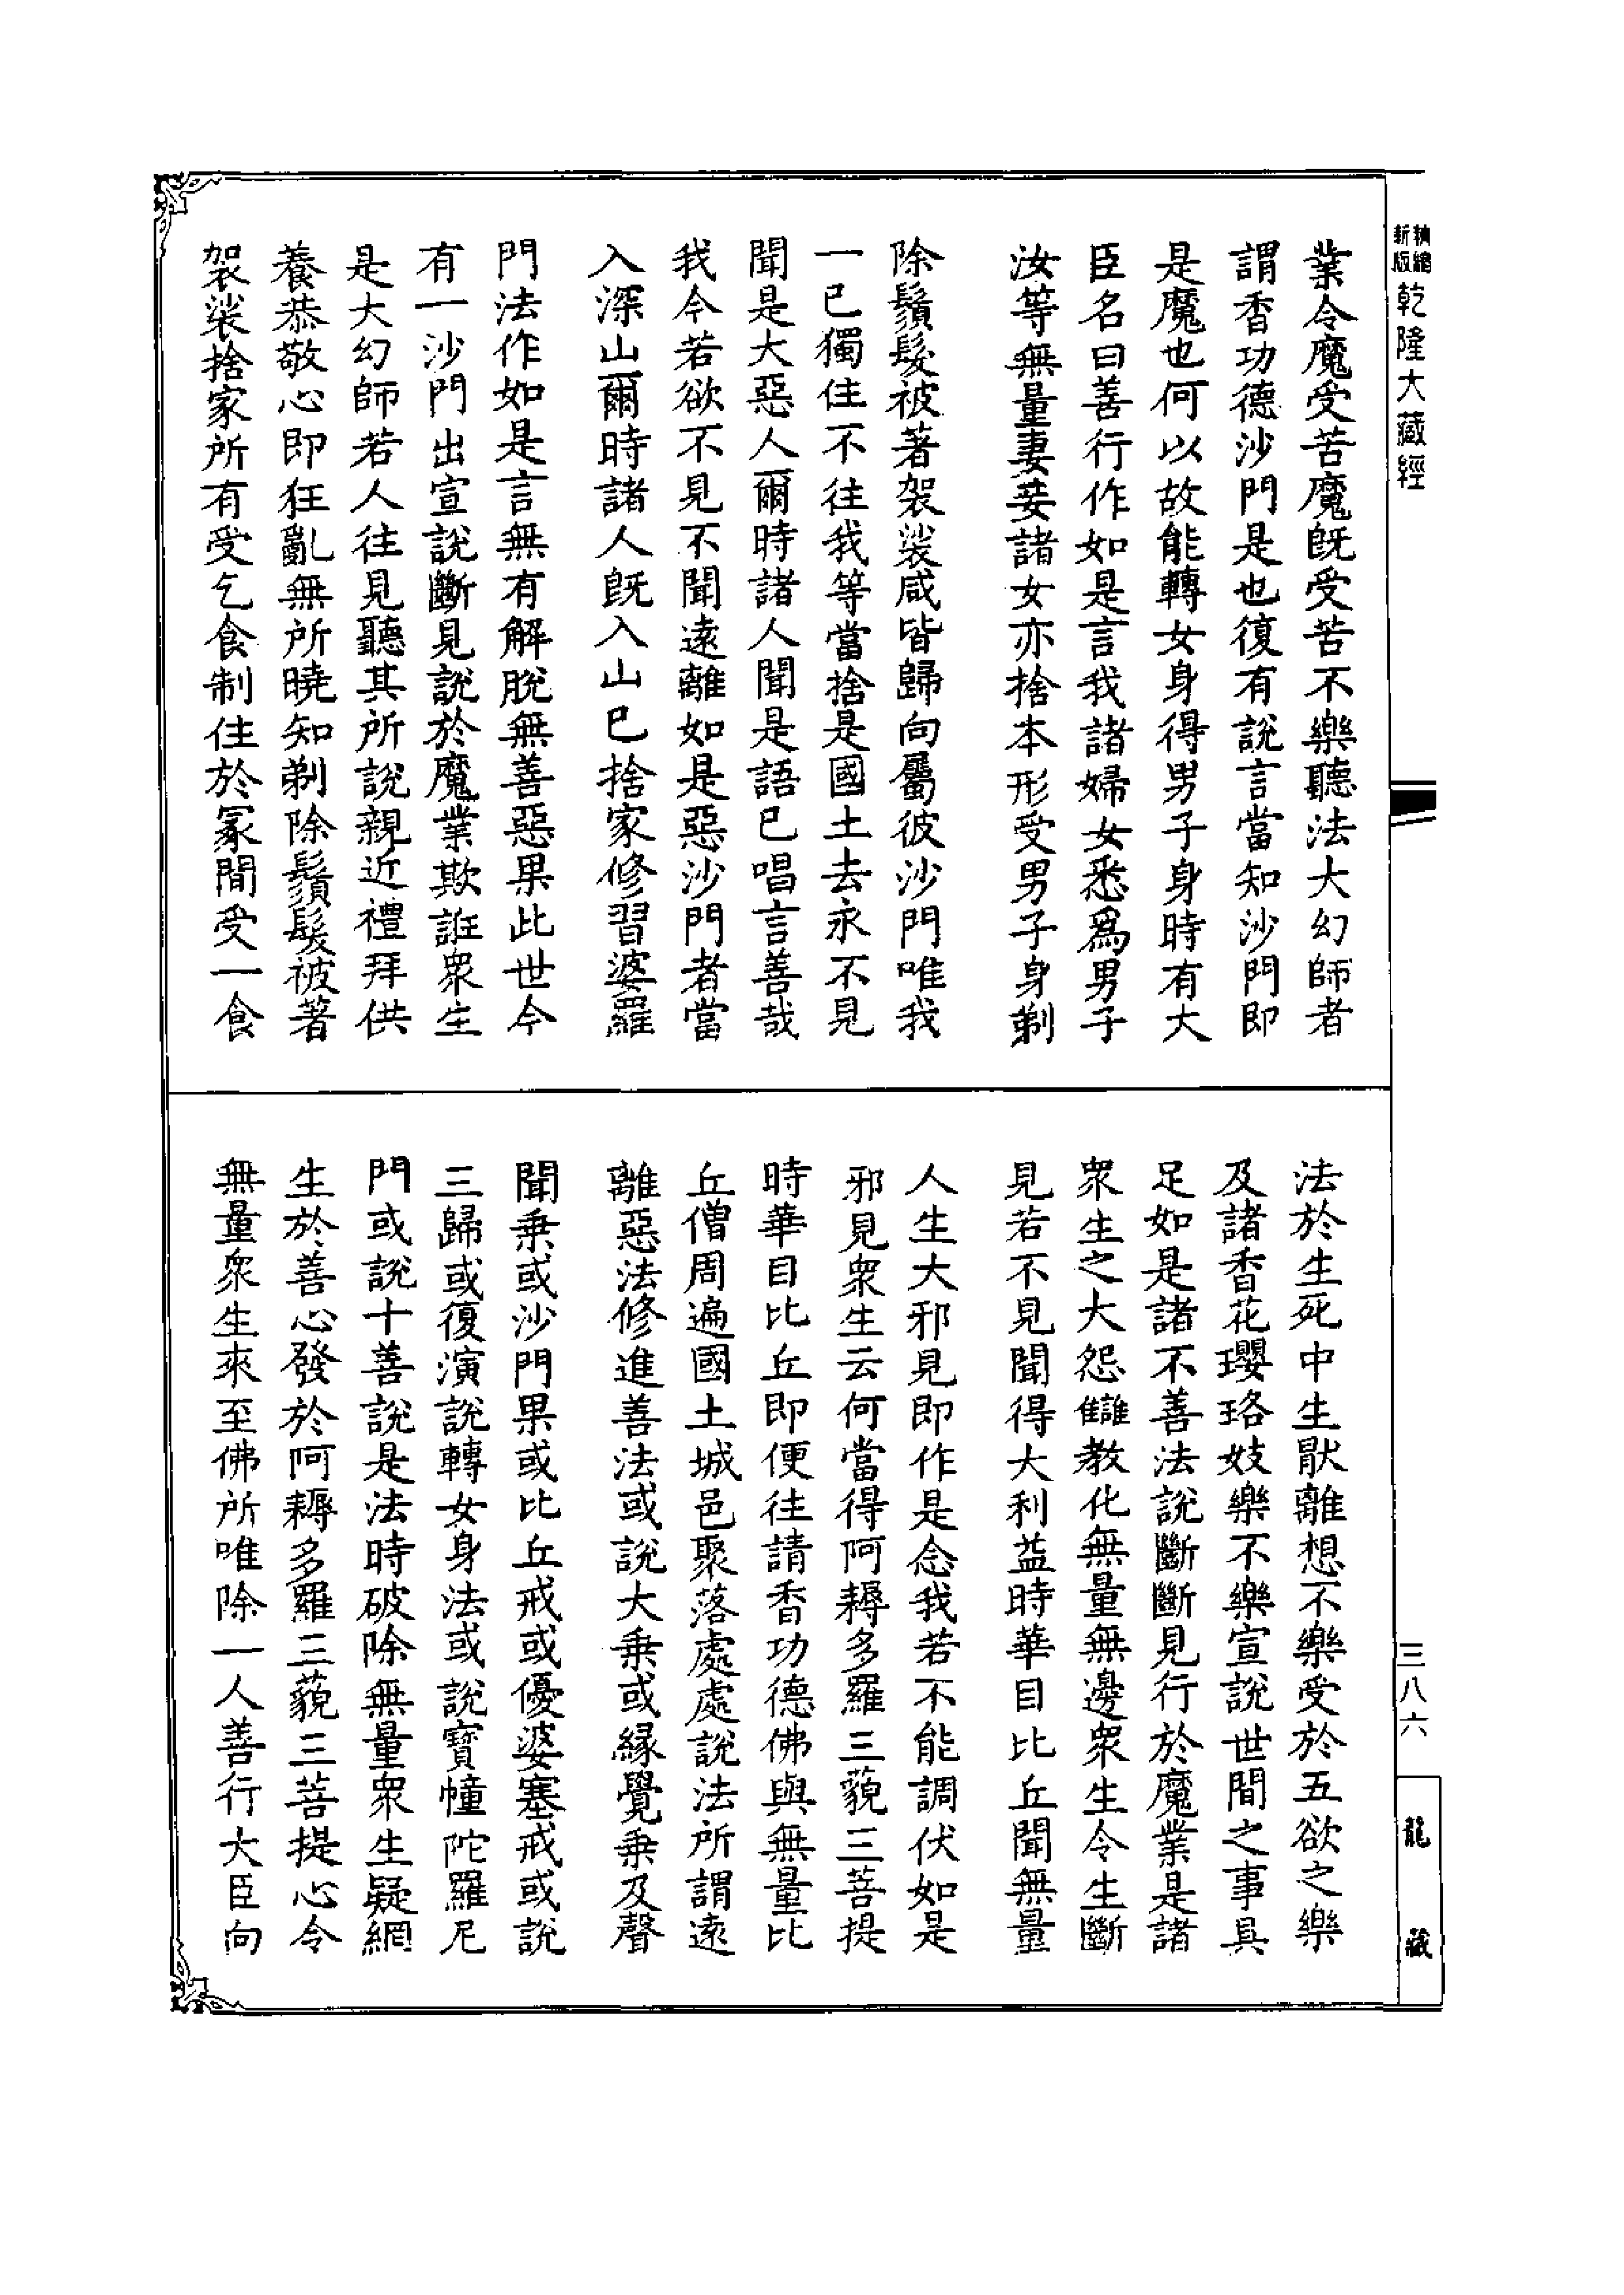 新版精縮乾隆大藏經
業令魔受苦魔旣受苦不樂聽法大幻師者
謂香功德沙門是也復有說言當知沙門即
是魔也何以故能轉女身得男子身時有大
臣名曰善行作如是言我諸婦女悉爲男子
汝等無量妻妾諸女亦捨本形受男子身剃
除鬚髮被著袈裟咸皆歸向屬彼沙門唯我
一已獨住不往我等當捨是國土去永不見
聞是大惡人爾時諸人聞是語已唱言善哉
我今若欲不見不聞遠離如是惡沙門者當
入深山爾時諸人旣入山已捨家修習婆羅
門法作如是言無有解脫無善惡果此世今
有一沙門出宣說斷見說於魔業欺誑衆生
是大幻師若人往見聽其所說親近禮拜供
養恭敬心即狂亂無所曉知剃除鬚髮被著
袈裟捨家所有受乞食制住於冢間受一食
法於生死中生猒離想不樂受於五欲之樂
及諸香花瓔珞妓樂不樂宣說世間之事具
足如是諸不善法說斷斷見行於魔業是諸
衆生之大怨讎教化無量無邊衆生令生斷
見若不見聞得大利益時華目比丘聞無量
人生大邪見即作是念我若不能調伏如是
邪見衆生云何當得阿耨多羅三藐三菩提
時華目比丘即便往請香功德佛與無量比
丘僧周遍國土城邑聚落處處說法所謂遠
離惡法修進善法或說大乘或緣覺乘及聲
聞乘或沙門果或比丘戒或優婆塞戒或說
三歸或復演說轉女身法或說寶幢陀羅尼
門或說十善說是法時破除無量衆生疑網
生於善心發於阿耨多羅三藐三菩提心令
無量衆生來至佛所唯除一人善行大臣向
三八六
龍藏